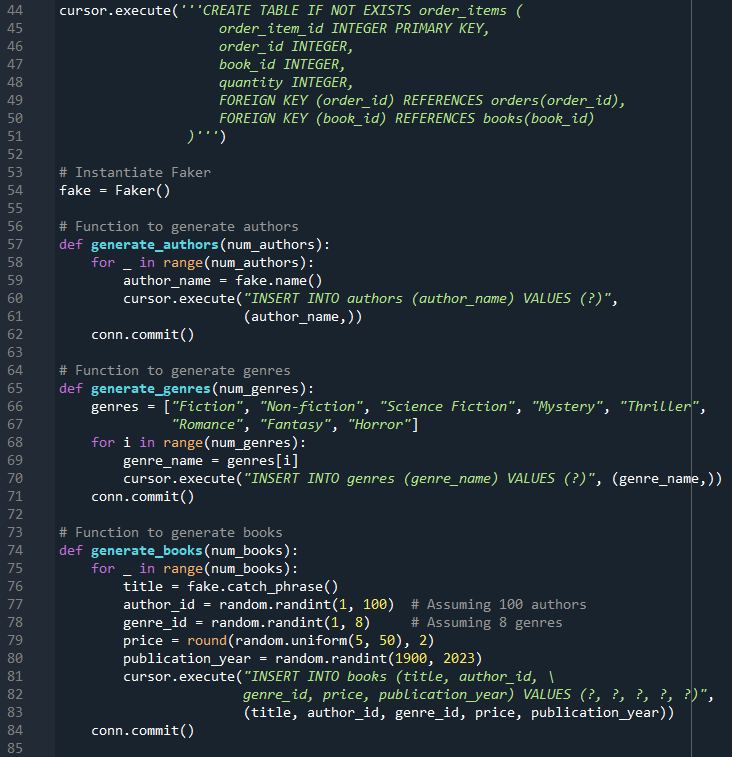 44 cursor.execute('''CREATE TABLE IF NOT EXISTS order_items (
45 order_item_id INTEGER PRIMARY KEY,
46 order_id INTEGER,
47 book_id INTEGER,
48 quantity INTEGER,
49 FOREIGN KEY (order_id) REFERENCES orders(order_id),
50 FOREIGN KEY (book_id) REFERENCES books(book_id)
51 )''')
52
53 # Instantiate Faker
54 fake = Faker()
55
56 # Function to generate authors
57 def generate_authors(num_authors):
58 for _ in range(num_authors):
59 author_name = fake.name()
60 cursor.execute("INSERT INTO authors (author_name) VALUES (?)",
61 (author_name,))
62 conn.commit()
63
64 # Function to generate genres
65 def generate_genres(num_genres):
66 genres = ["Fiction", "Non-fiction", "Science Fiction", "Mystery", "Thriller",
67 "Romance", "Fantasy", "Horror"]
68 for i in range(num_genres):
69 genre_name = genres[i]
70 cursor.execute("INSERT INTO genres (genre_name) VALUES (?)", (genre_name,))
71 conn.commit()
72
73 # Function to generate books
74 def generate_books(num_books):
75 for _ in range(num_books):
76 title = fake.catch_phrase()
77 author_id = random.randint(1, 100) # Assuming 100 authors
78 genre_id = random.randint(1, 8) # Assuming 8 genres
79 price = round(random.uniform(5, 50), 2)
80 publication_year = random.randint(1900, 2023)
81 cursor.execute("INSERT INTO books (title, author_id, \
82 genre_id, price, publication_year) VALUES (?, ?, ?, ?, ?)",
83 (title, author_id, genre_id, price, publication_year))
84 conn.commit()
85